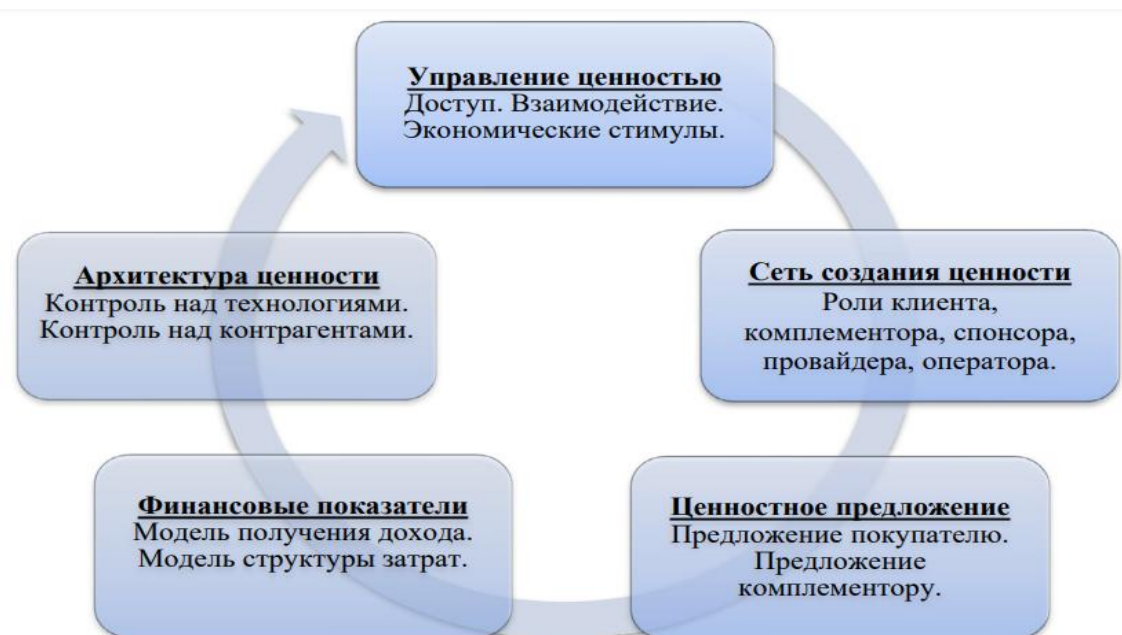 Управление ценностью
Доступ. Взаимодействие.
Экономические стимулы.
Архитектура ценности
Контроль над технологиями.
Контроль над контрагентами.
Сеть создания ценности
Роли клиента,
комплементора, спонсора,
провайдера, оператора.
Финансовые показатели
Модель получения дохода.
Модель структуры затрат.
Ценностное предложение
Предложение покупателю.
Предложение
комплементору.